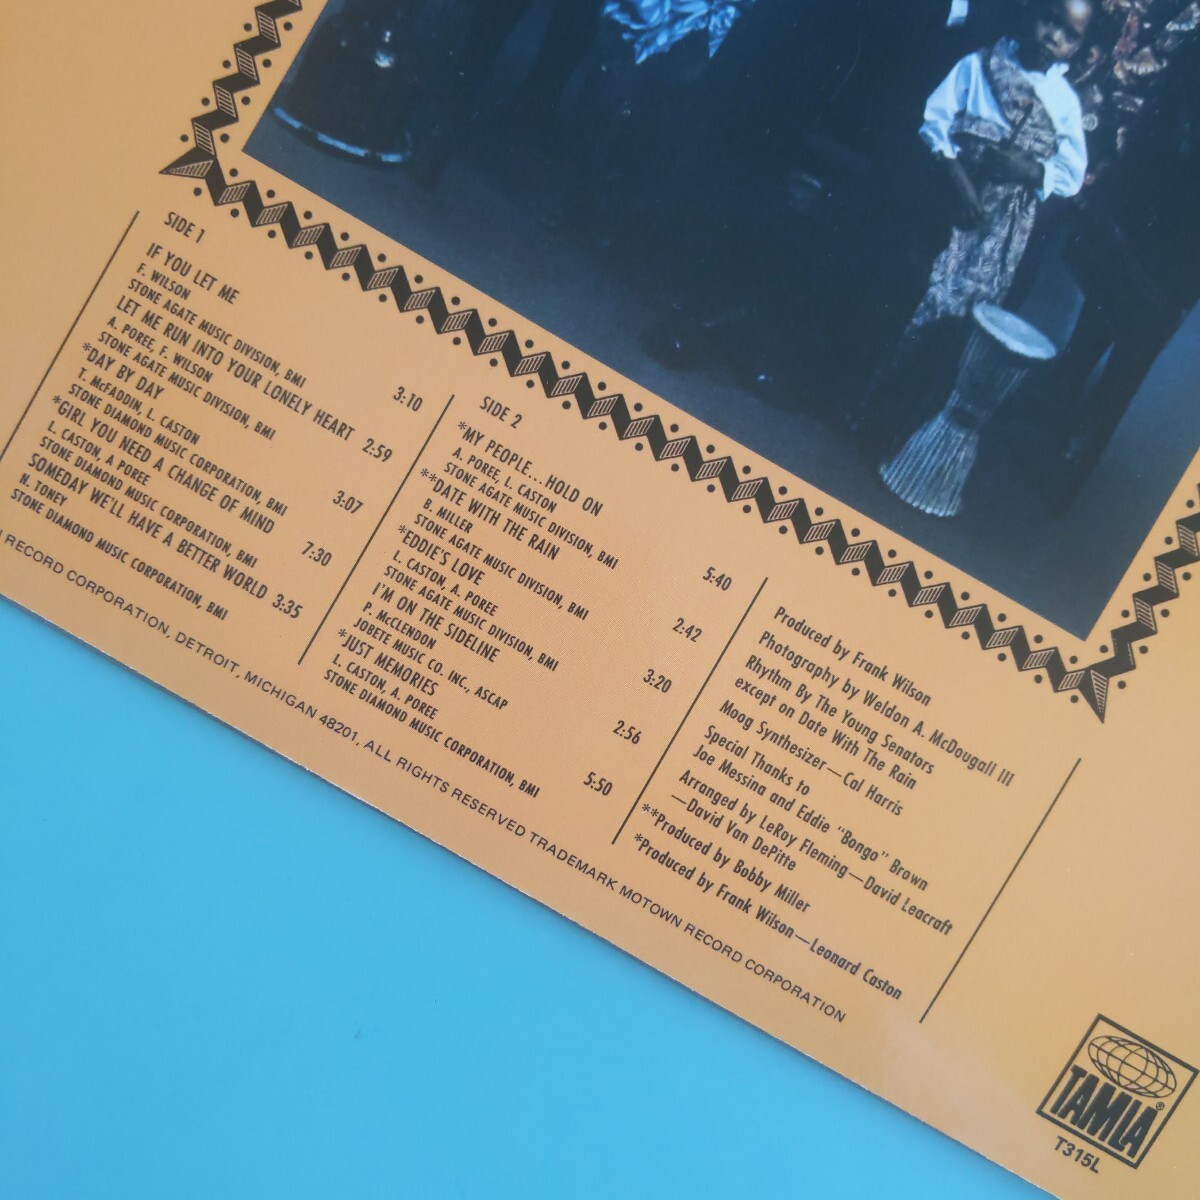 SIDE 1
IF YOU LET ME
F. WILSON
STONE AGATE MUSIC DIVISION, BMI 3:10
LET ME RUN INTO YOUR LONELY HEART
A. POREE, F. WILSON
STONE AGATE MUSIC DIVISION, BMI 2:59
*DAY BY DAY
T. McFADDIN, L. CASTON
STONE DIAMOND MUSIC CORPORATION, BMI 3:07
*GIRL YOU NEED A CHANGE OF MIND
L. CASTON, A POREE
STONE DIAMOND MUSIC CORPORATION, BMI 7:30
SOMEDAY WE'LL HAVE A BETTER WORLD 3:35
N. TONEY
STONE DIAMOND MUSIC CORPORATION, BMI
SIDE 2
*MY PEOPLE...HOLD ON
A. POREE, L. CASTON
STONE AGATE MUSIC DIVISION, BMI 5:40
**DATE WITH THE RAIN
B. MILLER
STONE AGATE MUSIC DIVISION, BMI 2:42
*EDDIE'S LOVE
L. CASTON, A. POREE
STONE AGATE MUSIC DIVISION, BMI 3:20
I'M ON THE SIDELINE
P. McCLENDON
JOBETE MUSIC CO. INC., ASCAP 2:56
*JUST MEMORIES
L. CASTON, A. POREE
STONE DIAMOND MUSIC CORPORATION, BMI 5:50
Produced by Frank Wilson
Photography by Weldon A. McDougall III
Rhythm By The Young Senators
except on Date With The Rain
Moog Synthesizer—Cal Harris
Special Thanks to
Joe Messina and Eddie "Bongo" Brown
Arranged by LeRoy Fleming—David Leacraft
—David Van DePitte
**Produced by Bobby Miller
*Produced by Frank Wilson—Leonard Caston
RECORD CORPORATION, DETROIT, MICHIGAN 48201, ALL RIGHTS RESERVED TRADEMARK MOTOWN RECORD CORPORATION
TAMLA®
T315L